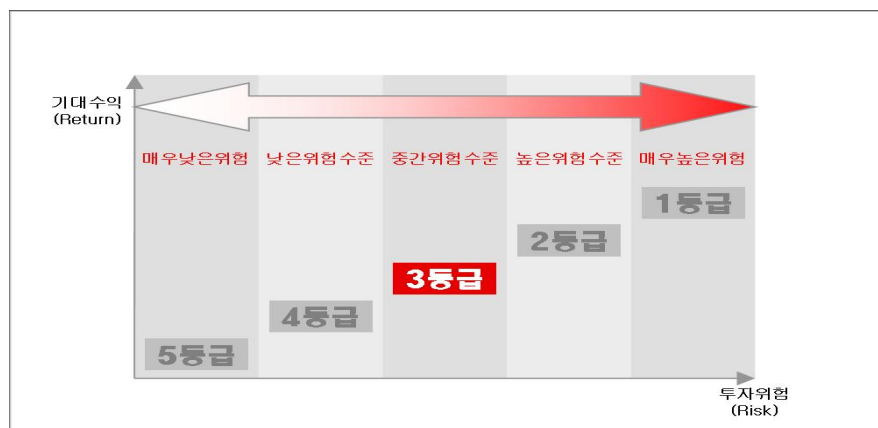 기대수익
(Return)
매우낮은위험 낮은위험수준 중간위험수준 높은위험수준 매우높은위험
1등급
2등급
3등급
4등급
5등급
투자위험
(Risk)